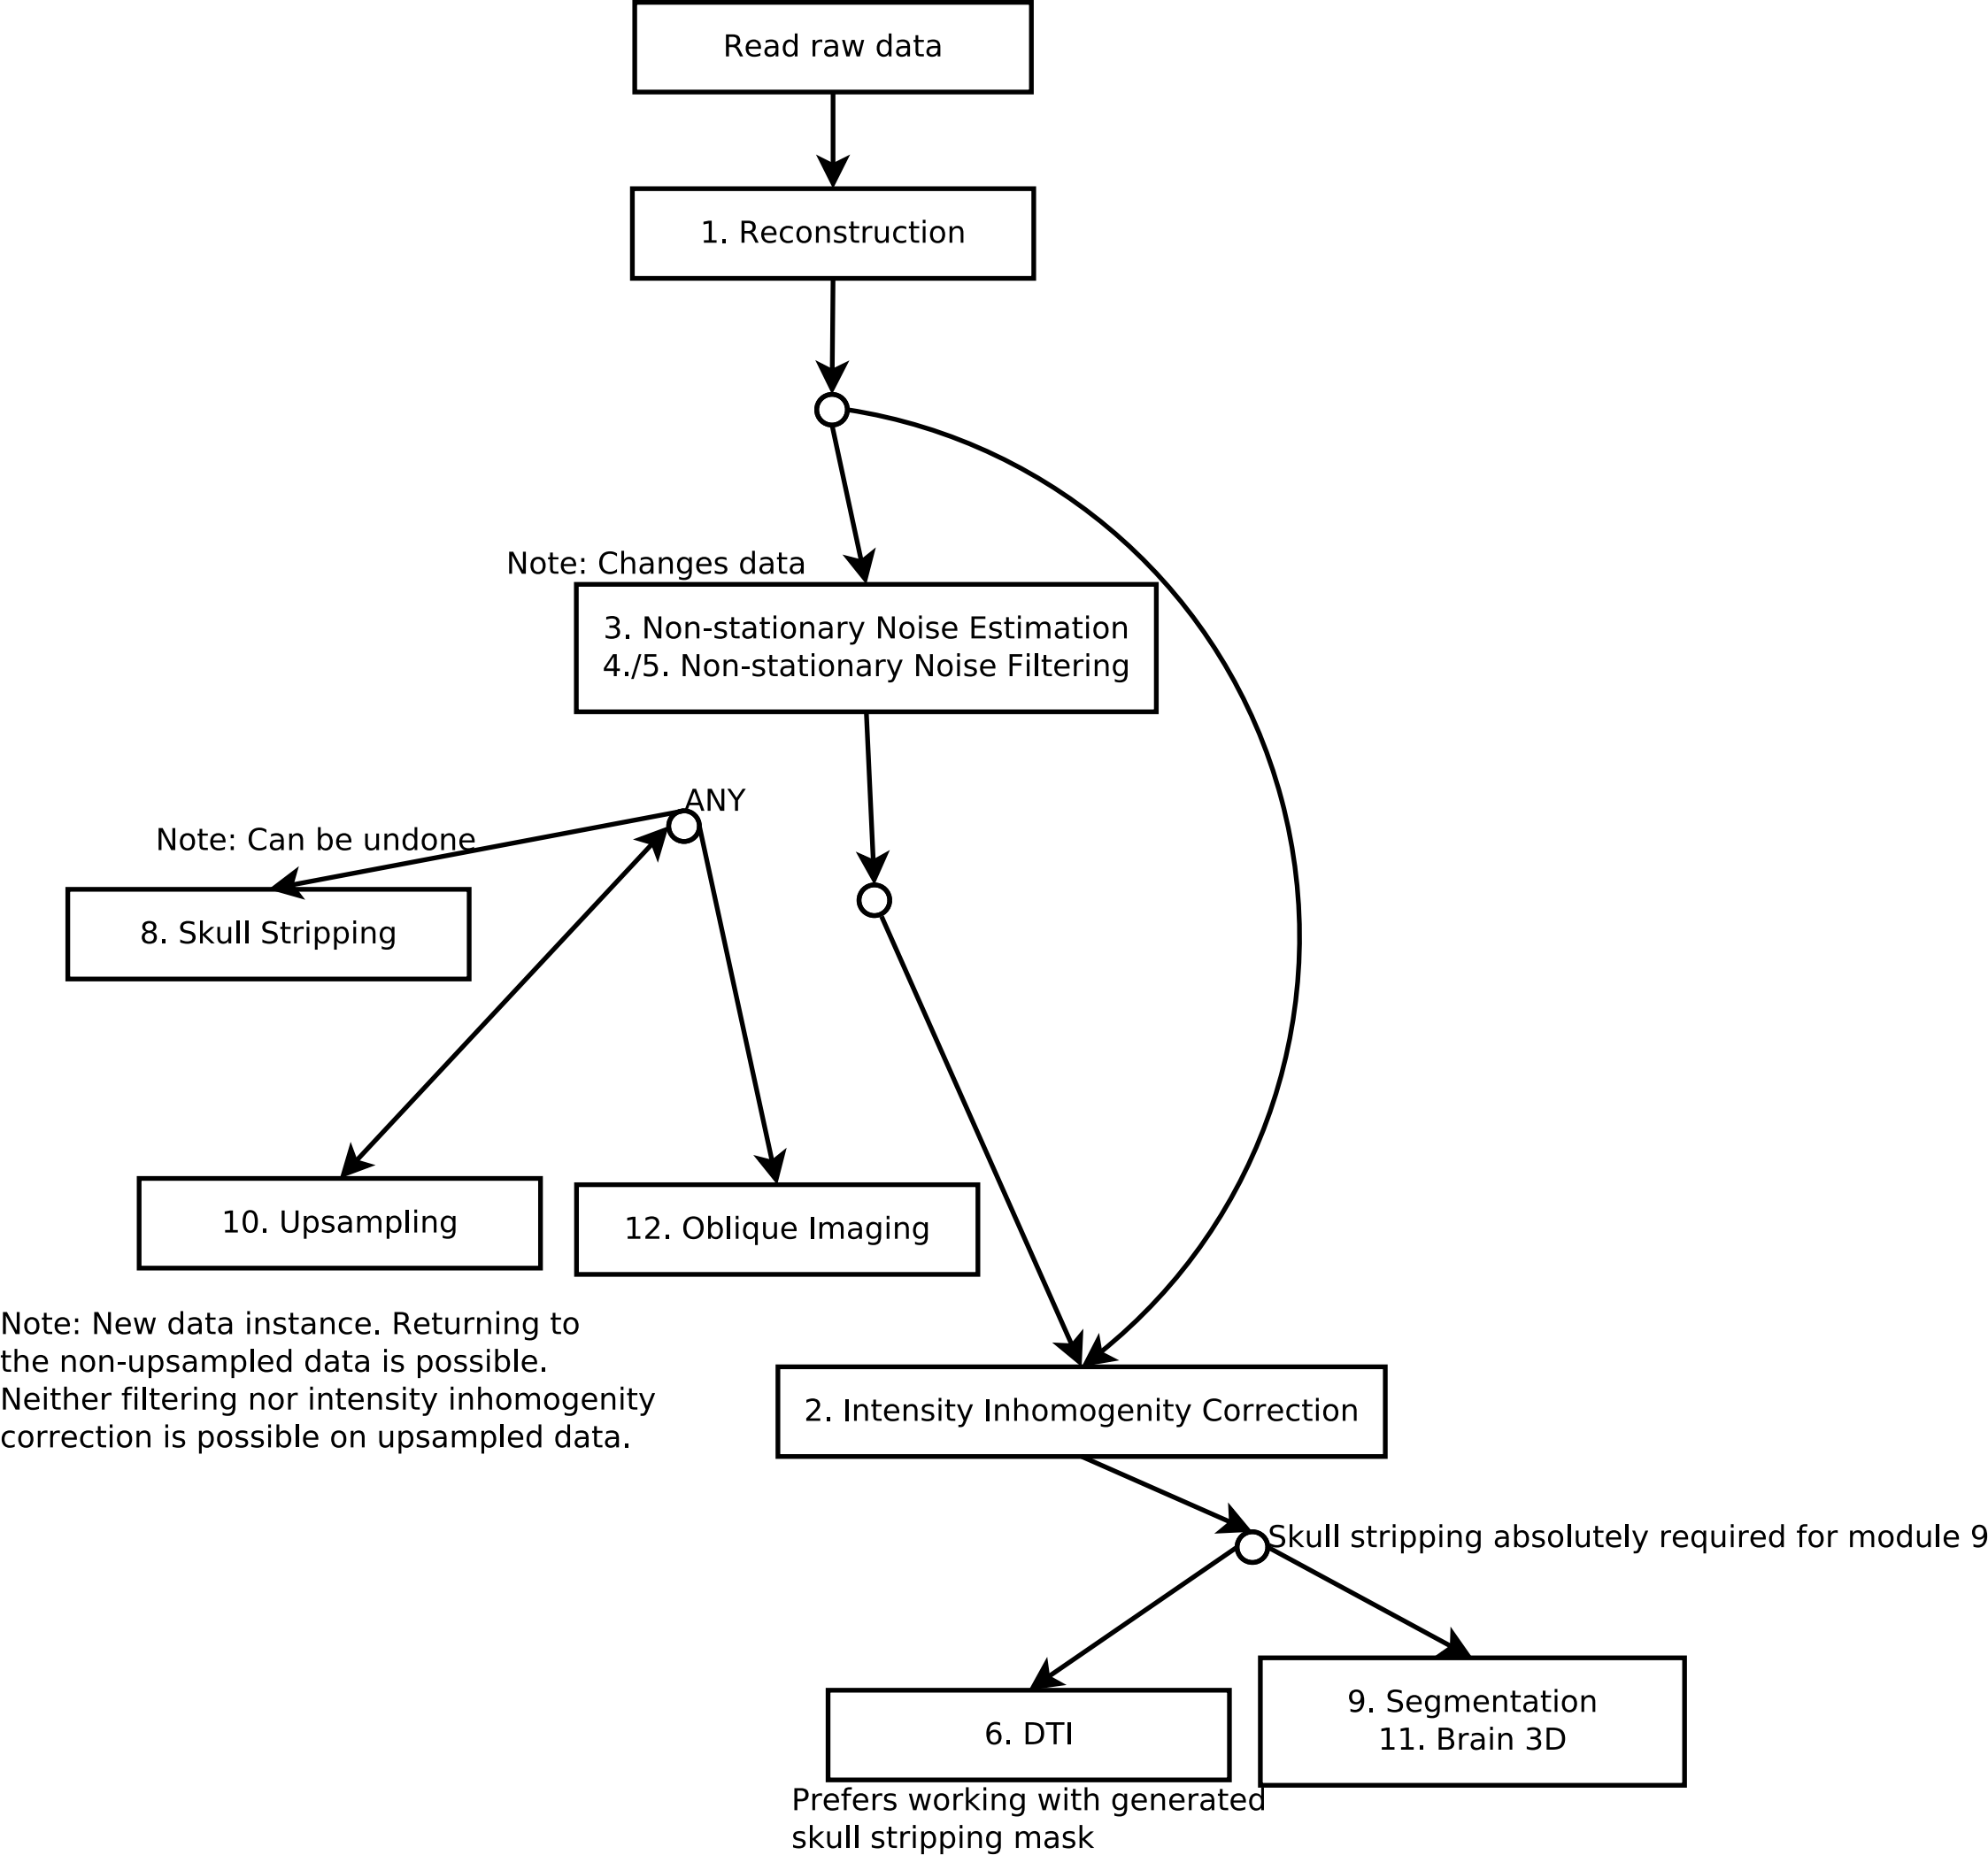 Read raw data
1. Reconstruction
Note: Changes data
3. Non-stationary Noise Estimation
4./5. Non-stationary Noise Filtering
ANY
Note: Can be undone
8. Skull Stripping
10. Upsampling
12. Oblique Imaging
Note: New data instance. Returning to
the non-upsampled data is possible.
Neither filtering nor intensity inhomogenity
correction is possible on upsampled data.
2. Intensity Inhomogenity Correction
Skull stripping absolutely required for module 9
9. Segmentation
11. Brain 3D
6. DTI
Prefers working with generated
skull stripping mask